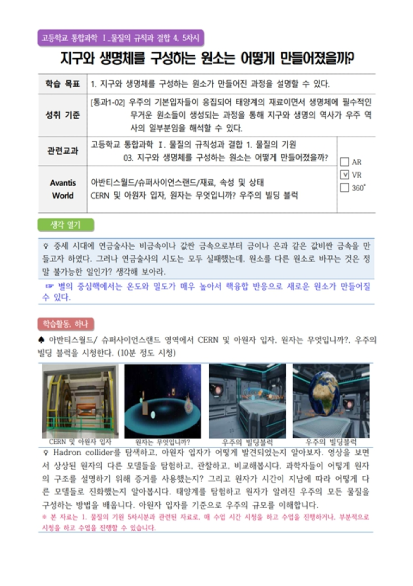 고등학교 통합과학 Ⅰ.물질의 규칙과 결합 4, 5차시
지구와 생명체를 구성하는 원소는 어떻게 만들어졌을까?
학습 목표
1. 지구와 생명체를 구성하는 원소가 만들어진 과정을 설명할 수 있다.
성취 기준
[통과1-02] 우주의 기본입자들이 응집되어 태양계의 재료이면서 생명체에 필수적인
무거운 원소들이 생성되는 과정을 통해 지구와 생명의 역사가 우주 역
사의 일부분임을 해석할 수 있다.
관련교과
고등학교 통합과학 Ⅰ. 물질의 규칙성과 결합 1. 물질의 기원
03. 지구와 생명체를 구성하는 원소는 어떻게 만들어졌을까?
Avantis
World
아반티스월드/슈퍼사이언스랜드/재료, 속성 및 상태
CERN 및 아원자 입자, 원자는 무엇입니까? 우주의 빌딩 블럭
AR
v VR
360°
생각 열기
♀ 중세 시대에 연금술사는 비금속이나 값싼 금속으로부터 금이나 은과 같은 값비싼 금속을 만
들고자 하였다. 그러나 연금술사의 시도는 모두 실패했는데, 원소를 다른 원소로 바꾸는 것은 정
말 불가능한 일인가? 생각해 보아라.
☞ 별의 중심핵에서는 온도와 밀도가 매우 높아서 핵융합 반응으로 새로운 원소가 만들어질
수 있다.
학습활동, 하나
♠ 아반티스월드/ 슈퍼사이언스랜드 영역에서 CERN 및 아원자 입자, 원자는 무엇입니까?, 우주의
빌딩 블럭을 시청한다. (10분 정도 시청)
CERN 및 아원자 입자
원자는 무엇입니까?
우주의 빌딩블럭
우주의 빌딩블럭
♀ Hadron collider를 탐색하고, 아원자 입자가 어떻게 발견되었는지 알아보자. 영상을 보면
서 상상된 원자의 다른 모델들을 탐험하고, 관찰하고, 비교해봅시다. 과학자들이 어떻게 원자
의 구조를 설명하기 위해 증거를 사용했는지? 그리고 원자가 시간이 지남에 따라 어떻게 다
른 모델들로 진화했는지 알아봅시다. 태양계를 탐험하고 원자가 알려진 우주의 모든 물질을
구성하는 방법을 배웁니다. 아원자 입자를 기준으로 우주의 규모를 이해합니다.
※ 본 자료는 1. 물질의 기원 5차시분과 관련된 자료로, 매 수업 시간 시청을 하고 수업을 진행하거나, 부분적으로
시청을 하고 수업을 진행할 수 있습니다.